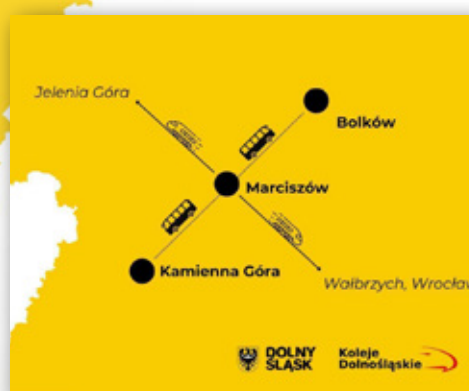 Jelenia Góra
Bolków
Marciszów
Kamienna Góra
Wałbrzych, Wrocław
DOLNY
ŚLĄSK
Koleje
Dolnośląskie